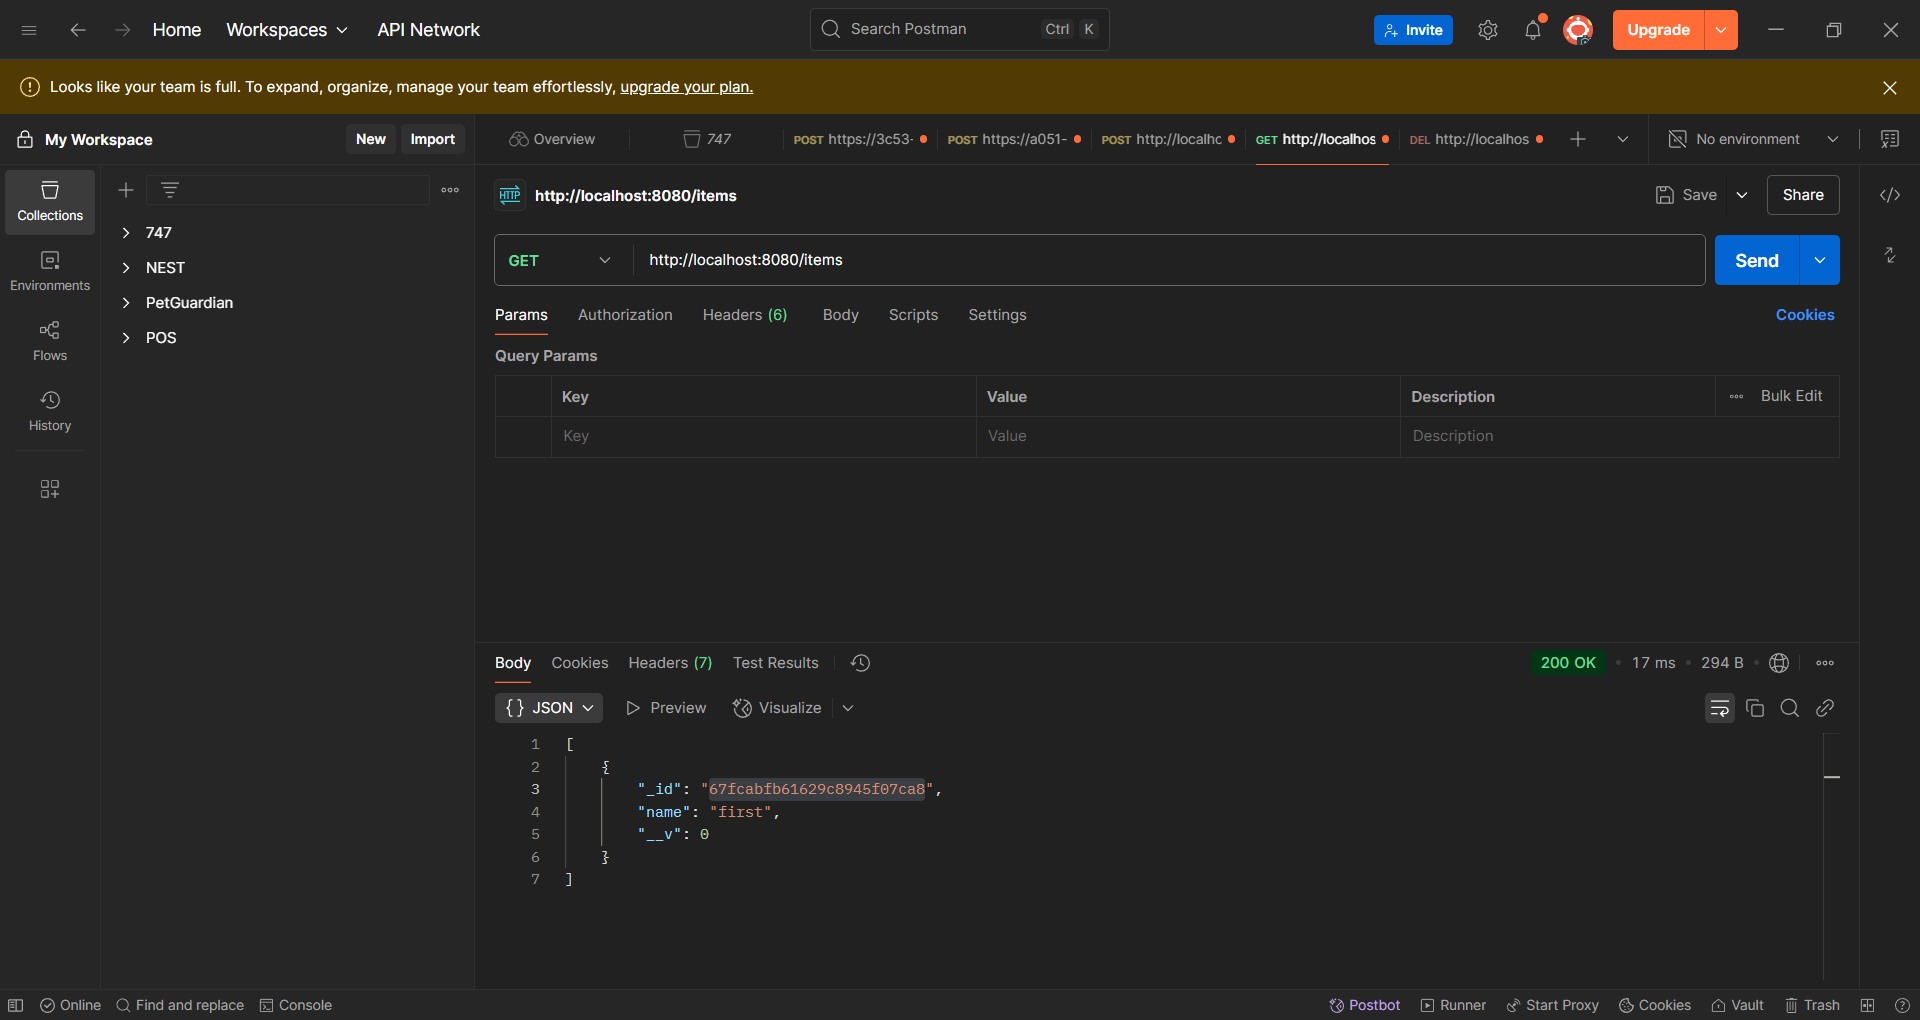 Home Workspaces API Network Search Postman Ctrl K Invite Upgrade
Looks like your team is full. To expand, organize, manage your team effortlessly, upgrade your plan.
My Workspace New Import Overview 747 POST https://3c53- POST https://a051- POST http://localhc GET http://localhos DEL http://localhos No environment
Collections
Environments
Flows
History
747
NEST
PetGuardian
POS
HTTP http://localhost:8080/items Save Share
GET http://localhost:8080/items Send
Params Authorization Headers (6) Body Scripts Settings Cookies
Query Params
Key Value Description Bulk Edit
Key Value Description
Body Cookies Headers (7) Test Results 200 OK • 17 ms • 294 B
{} JSON Preview Visualize
1 [
2 {
3 "_id": "67fcabfb61629c8945f07ca8",
4 "name": "first",
5 "__v": 0
6 }
7 ]
Online Find and replace Console Postbot Runner Start Proxy Cookies Vault Trash